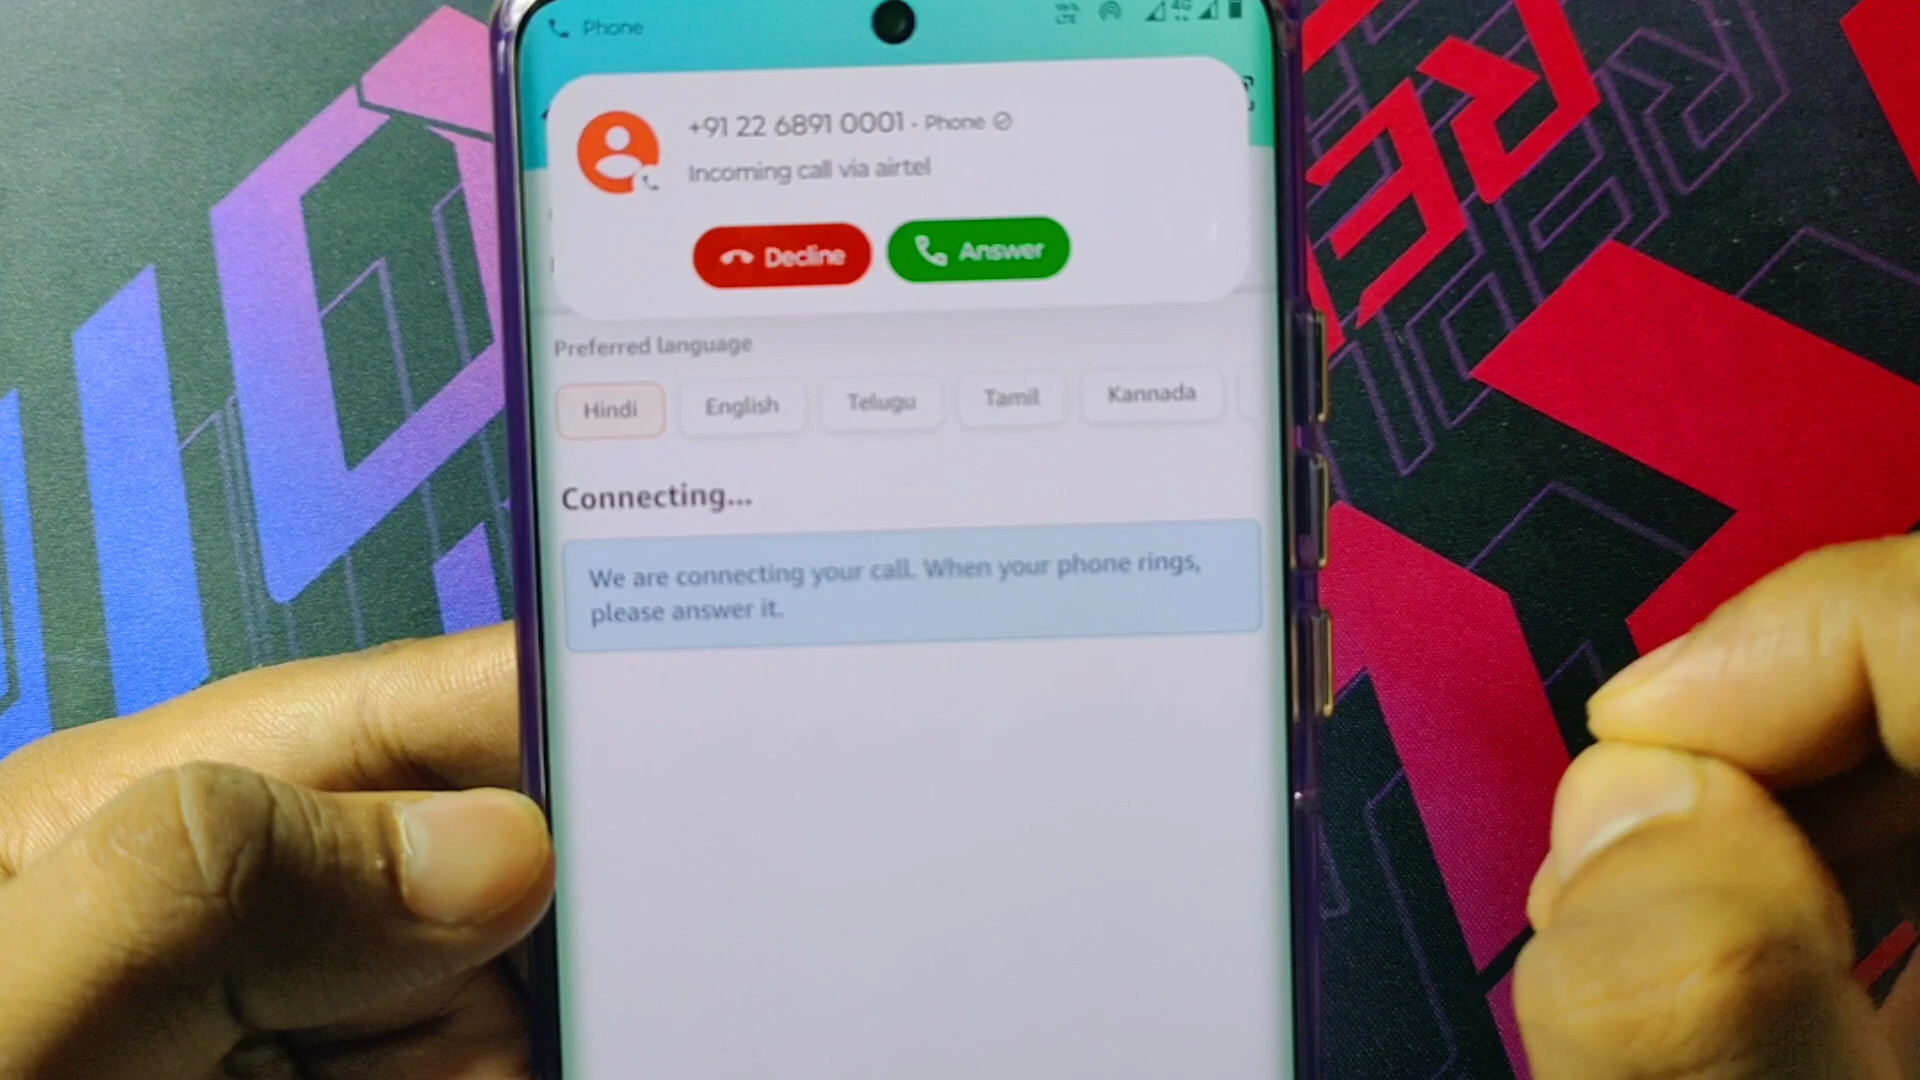 Phone
4G
+91 22 6891 0001 - Phone
Incoming call via airtel
Decline
Answer
Preferred language
Hindi
English
Telugu
Tamil
Kannada
Connecting...
We are connecting your call. When your phone rings,
please answer it.